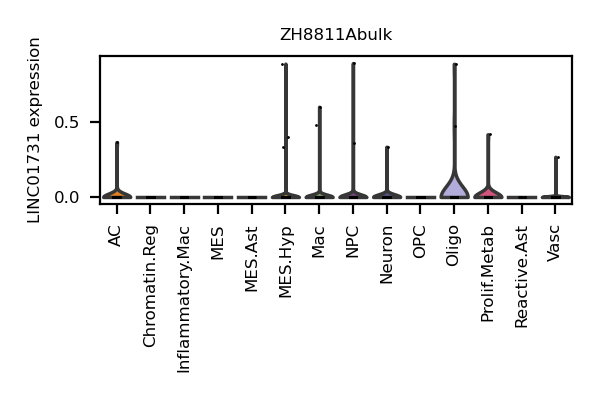 ZH8811Abulk
LINC01731 expression
0.5
0.0
AC
Chromatin.Reg
Inflammatory.Mac
MES
MES.Ast
MES.Hyp
Mac
NPC
Neuron
OPC
Oligo
Prolif.Metab
Reactive.Ast
Vasc